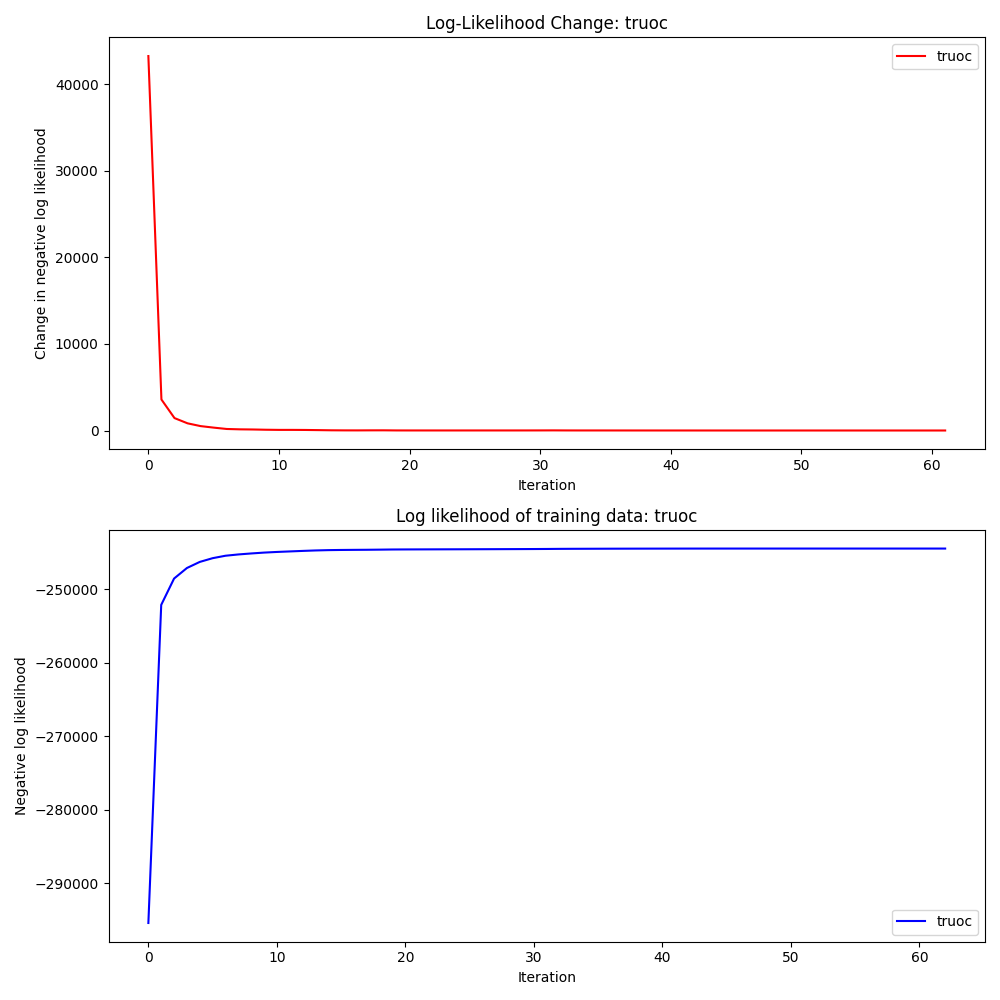 Log-Likelihood Change: truoc
truoc
Change in negative log likelihood
40000
30000
20000
10000
0
0 10 20 30 40 50 60
Iteration
Log likelihood of training data: truoc
Negative log likelihood
−250000
−260000
−270000
−280000
−290000
truoc
0 10 20 30 40 50 60
Iteration